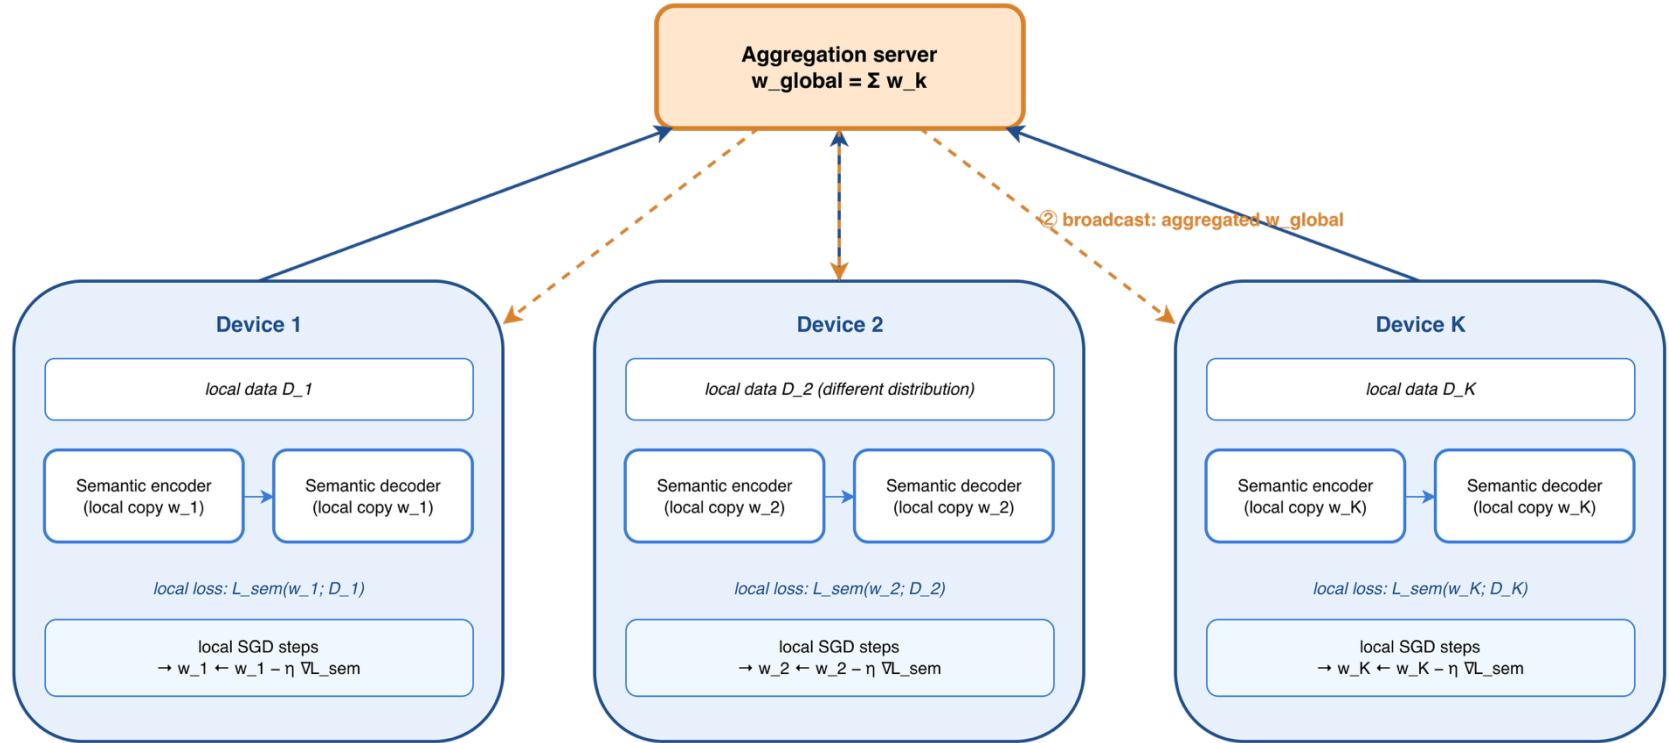 Aggregation server
w_global = Σ w_k
② broadcast: aggregated w_global
Device 1
local data D_1
Semantic encoder
(local copy w_1)
Semantic decoder
(local copy w_1)
local loss: L_sem(w_1; D_1)
local SGD steps
→ w_1 ← w_1 − η ∇L_sem
Device 2
local data D_2 (different distribution)
Semantic encoder
(local copy w_2)
Semantic decoder
(local copy w_2)
local loss: L_sem(w_2; D_2)
local SGD steps
→ w_2 ← w_2 − η ∇L_sem
Device K
local data D_K
Semantic encoder
(local copy w_K)
Semantic decoder
(local copy w_K)
local loss: L_sem(w_K; D_K)
local SGD steps
→ w_K ← w_K − η ∇L_sem